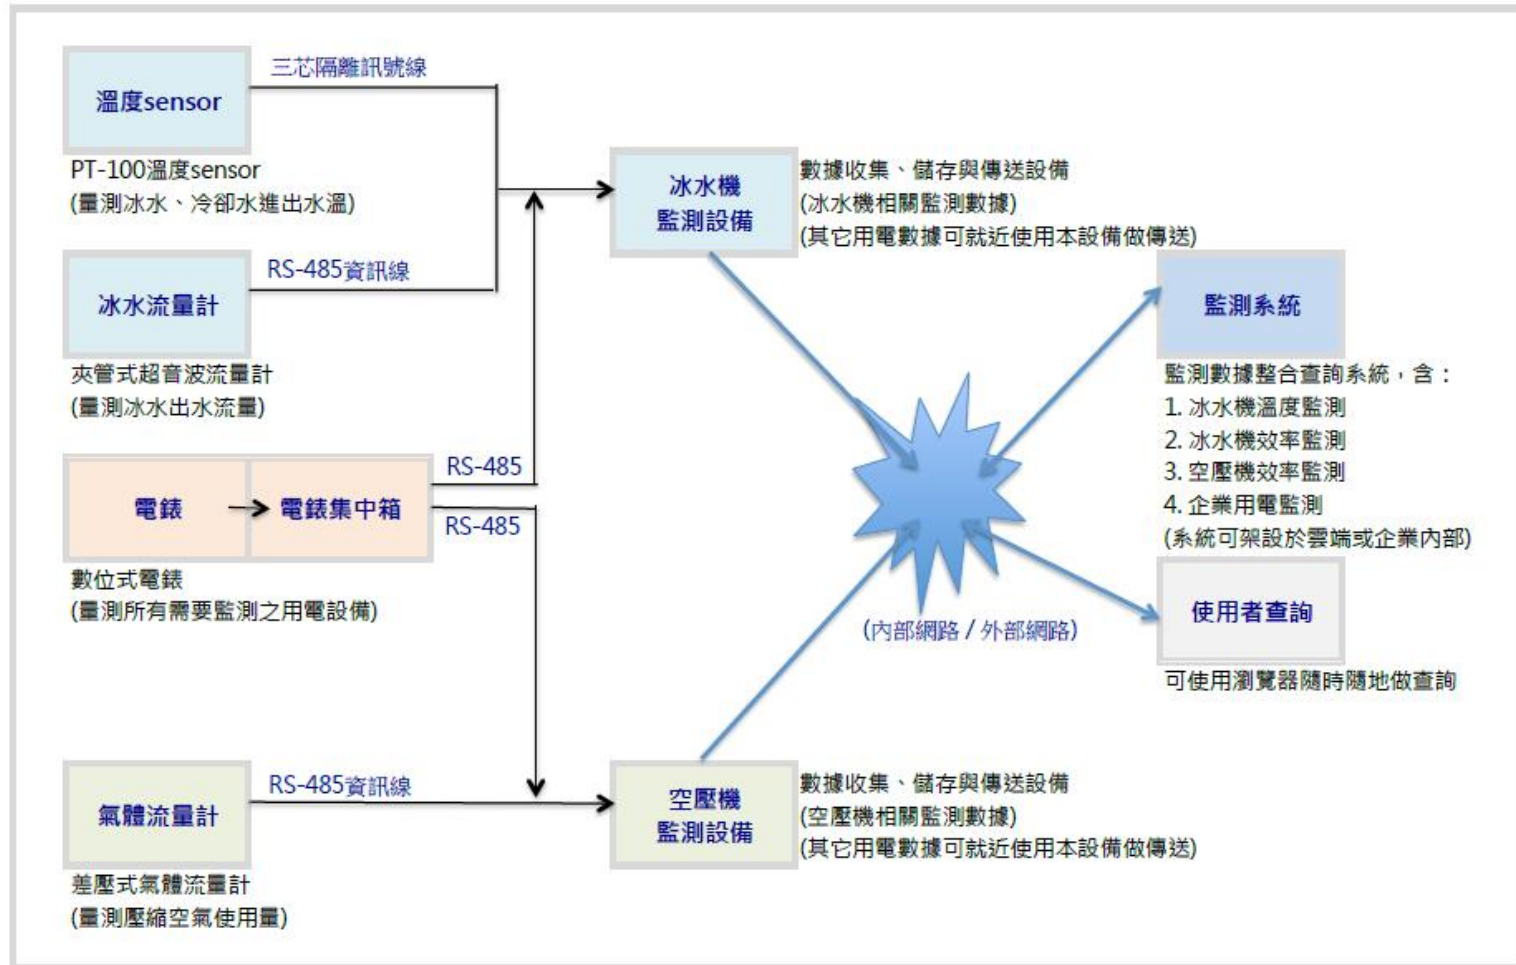 三芯隔離訊號線
溫度sensor
PT-100溫度sensor
(量測冰水、冷卻水進出水溫)
RS-485資訊線
冰水流量計
夾管式超音波流量計
(量測冰水出水流量)
電錶
電錶集中箱
RS-485
RS-485
數位式電錶
(量測所有需要監測之用電設備)
RS-485資訊線
氣體流量計
差壓式氣體流量計
(量測壓縮空氣使用量)
冰水機
監測設備
數據收集、儲存與傳送設備
(冰水機相關監測數據)
(其它用電數據可就近使用本設備做傳送)
空壓機
監測設備
數據收集、儲存與傳送設備
(空壓機相關監測數據)
(其它用電數據可就近使用本設備做傳送)
(內部網路 / 外部網路)
監測系統
監測數據整合查詢系統，含：
1. 冰水機溫度監測
2. 冰水機效率監測
3. 空壓機效率監測
4. 企業用電監測
(系統可架設於雲端或企業內部)
使用者查詢
可使用瀏覽器隨時隨地做查詢